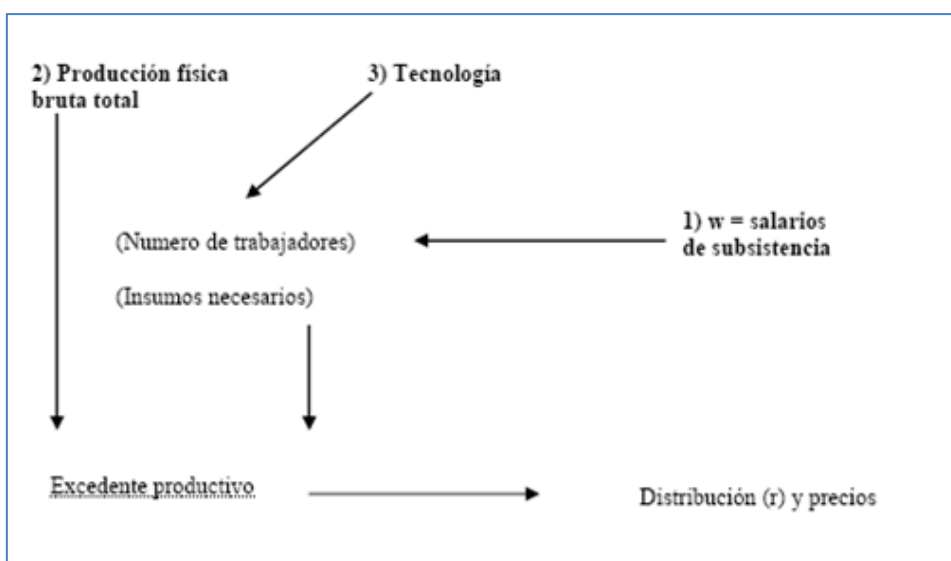 2) Producción física
bruta total
3) Tecnología
(Numero de trabajadores)
1) w = salarios
de subsistencia
(Insumos necesarios)
Excedente productivo
Distribución (r) y precios